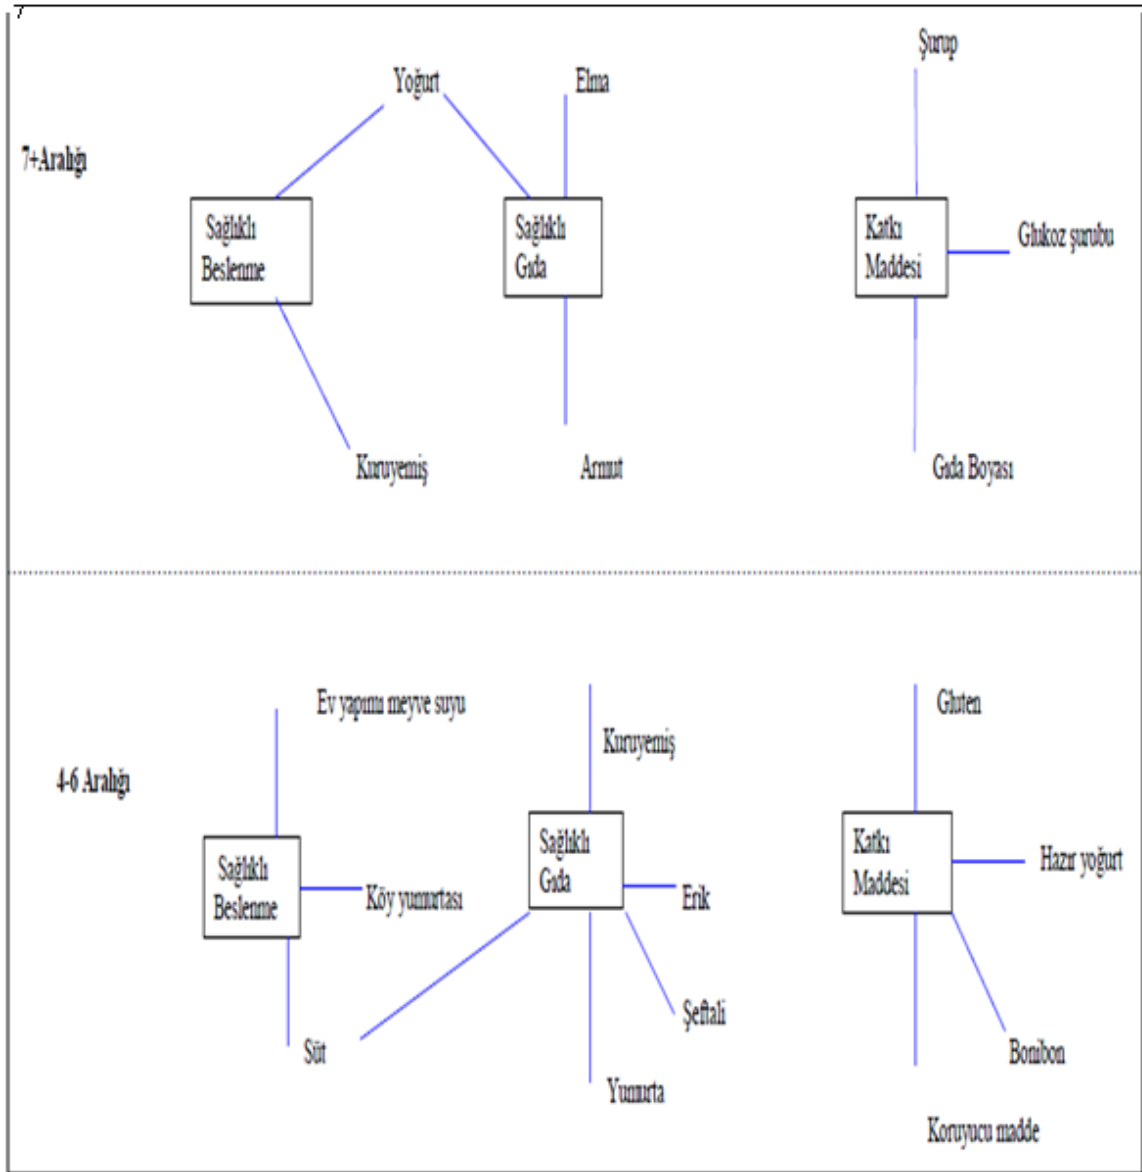 Şurup
Yoğurt
Elma
7+Aralığı
Sağlıklı
Beslenme
Sağlıklı
Gıda
Katkı
Maddesi
Glukoz şurubu
Kuruyemiş
Armut
Gıda Boyası
Ev yapımı meyve suyu
Gluten
Kuruyemiş
4-6 Aralığı
Sağlıklı
Beslenme
Köy yumurtası
Sağlıklı
Gıda
Erik
Katkı
Maddesi
Hazır yoğurt
Şeftali
Süt
Bonibon
Yumurta
Koruyucu madde